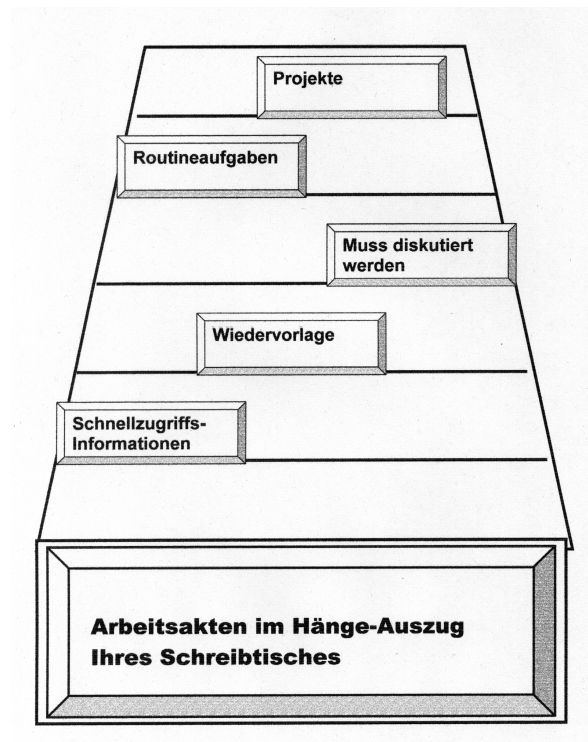 Projekte
Routineaufgaben
Muss diskutiert
werden
Wiedervorlage
Schnellzugriffs-
Informationen
Arbeitsakten im Hänge-Auszug
Ihres Schreibtisches